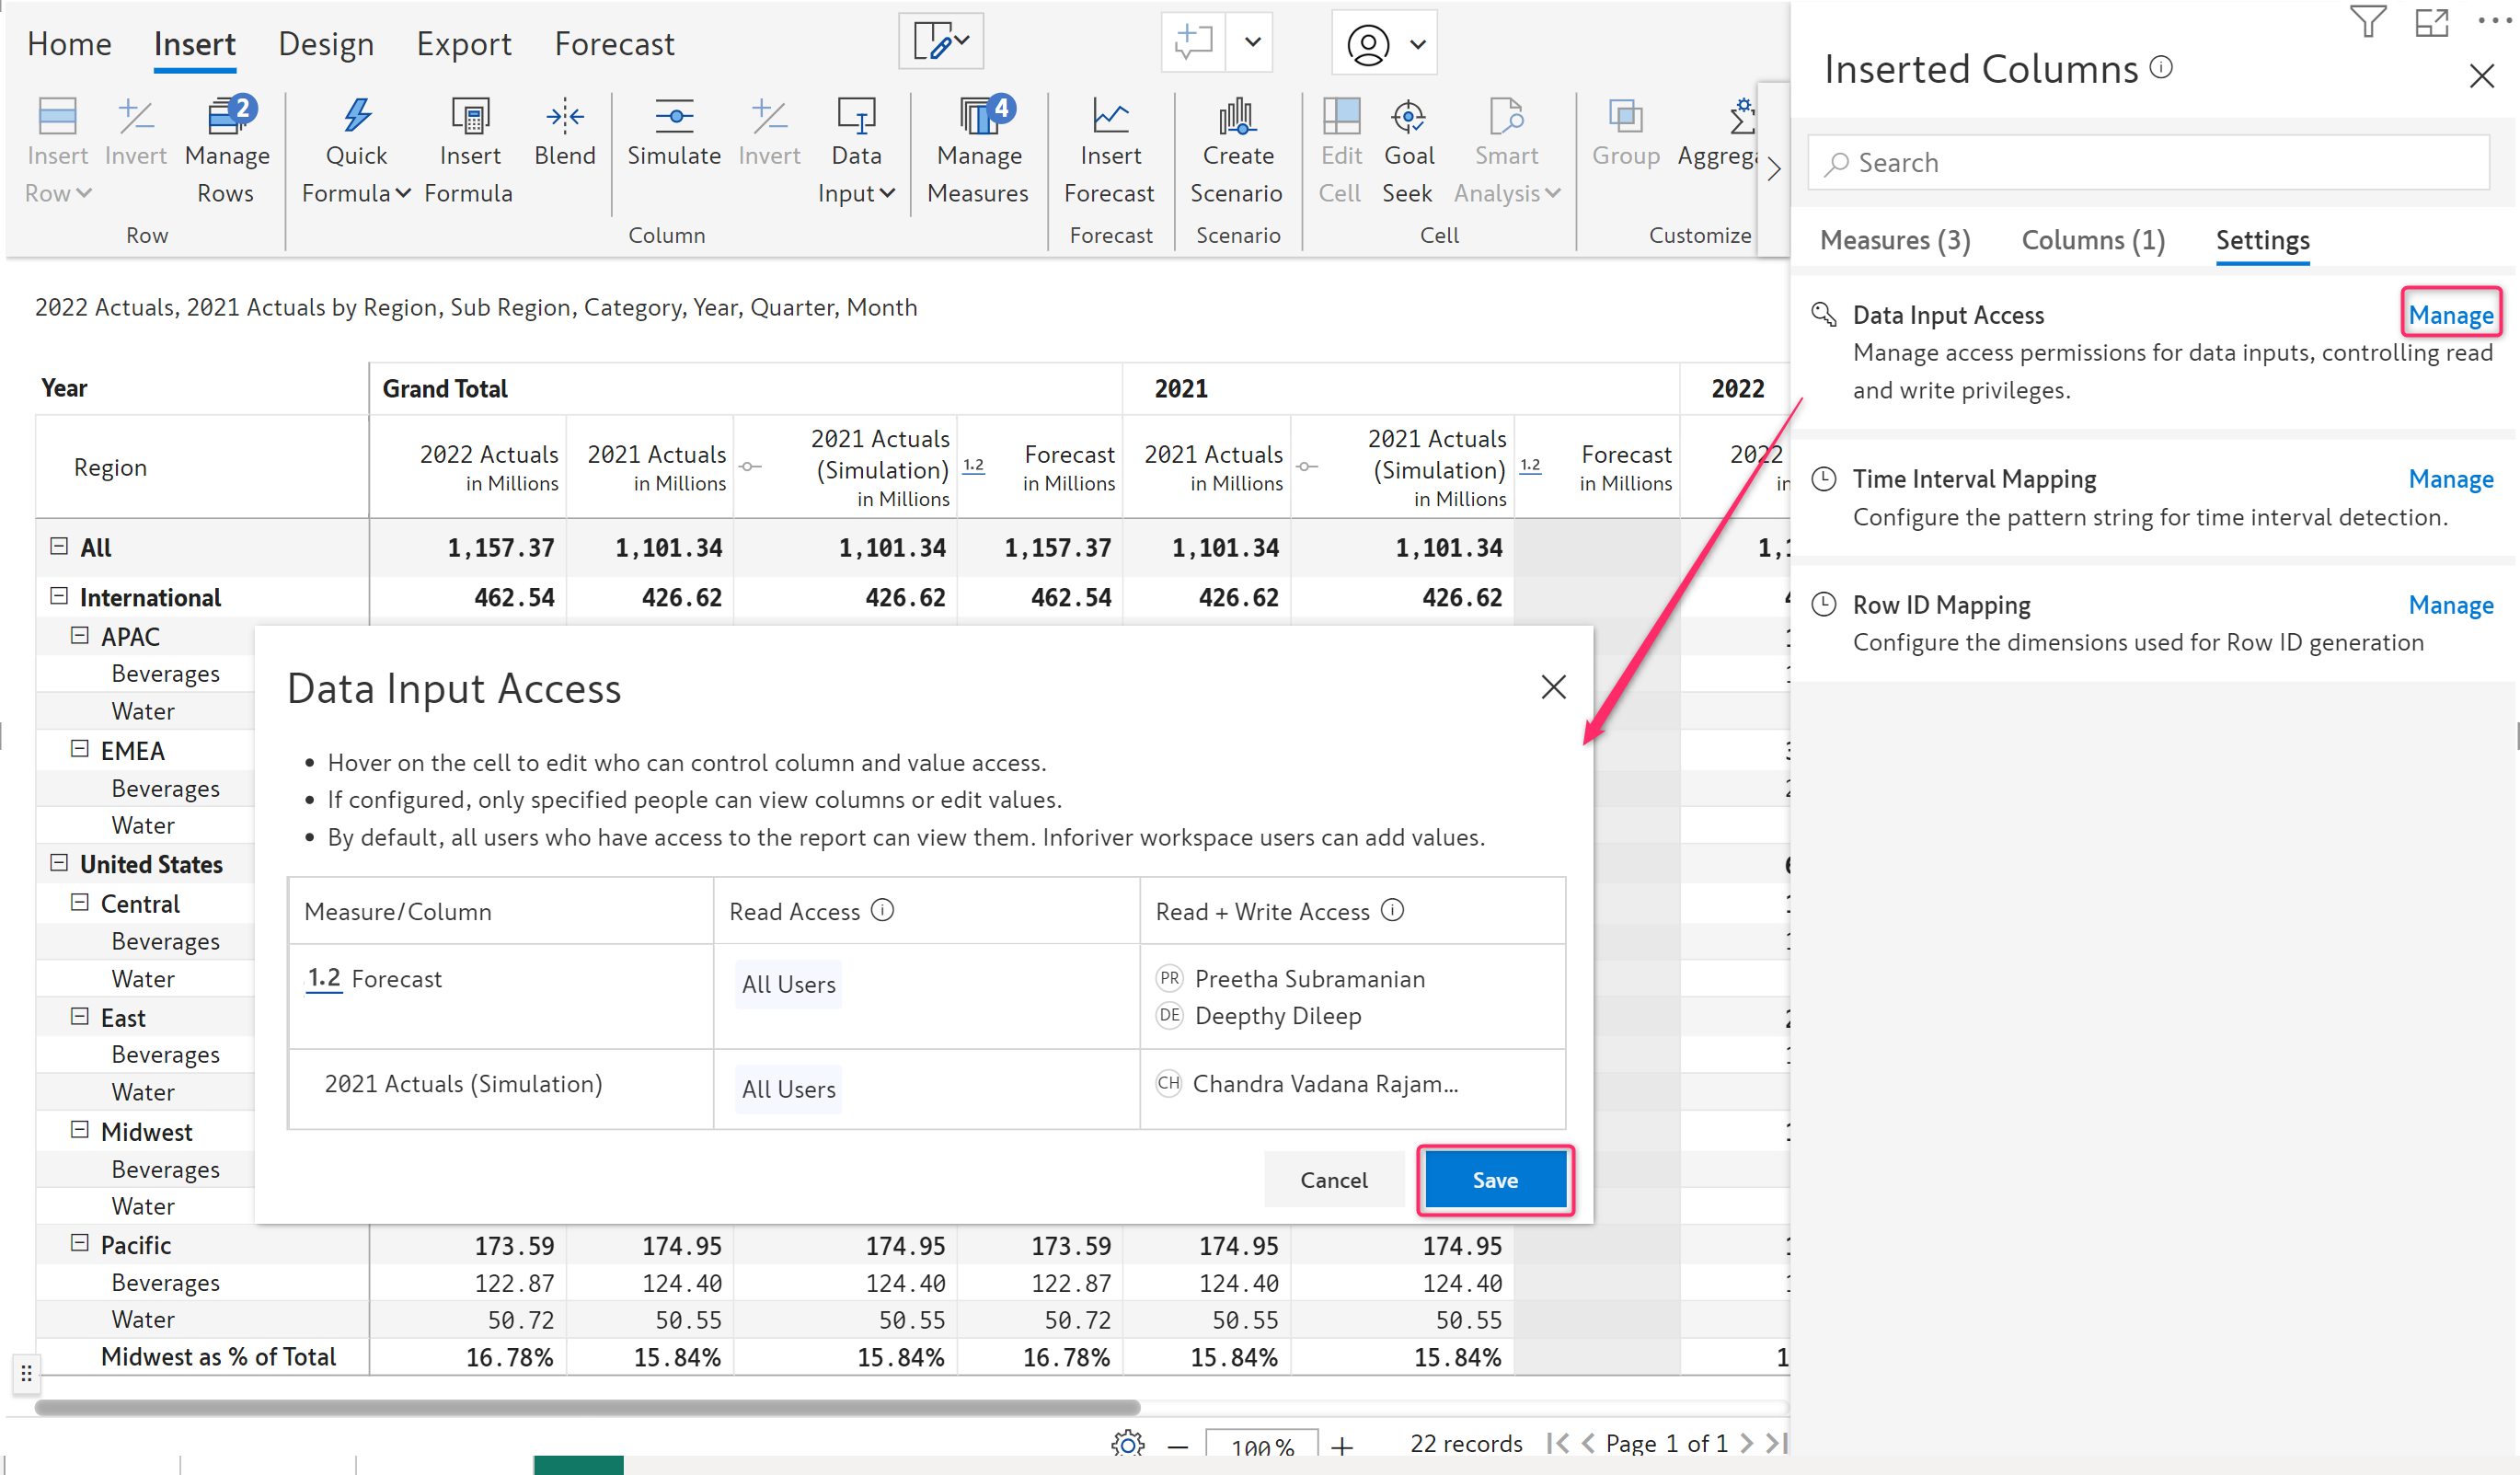 Home Insert Design Export Forecast
Insert Row
Invert
2
Manage Rows
Quick Formula
Insert Formula
Blend
Simulate
Invert
Data Input
4
Manage Measures
Insert Forecast
Create Scenario
Edit Cell
Goal Seek
Smart Analysis
Group
Row
Column
Forecast
Scenario
Cell
Customize
2022 Actuals, 2021 Actuals by Region, Sub Region, Category, Year, Quarter, Month
Year Grand Total 2021 2022
Region
2022 Actuals in Millions
2021 Actuals in Millions
2021 Actuals (Simulation) in Millions
1.2 Forecast in Millions
2021 Actuals in Millions
2021 Actuals (Simulation) in Millions
1.2 Forecast in Millions
2022
All 1,157.37 1,101.34 1,101.34 1,157.37 1,101.34 1,101.34
International 462.54 426.62 426.62 462.54 426.62 426.62
APAC
Beverages
Water
EMEA
Beverages
Water
United States
Central
Beverages
Water
East
Beverages
Water
Midwest
Beverages
Water
Pacific 173.59 174.95 174.95 173.59 174.95 174.95
Beverages 122.87 124.40 124.40 122.87 124.40 124.40
Water 50.72 50.55 50.55 50.72 50.55 50.55
Midwest as % of Total 16.78% 15.84% 15.84% 16.78% 15.84% 15.84%
Data Input Access
• Hover on the cell to edit who can control column and value access.
• If configured, only specified people can view columns or edit values.
• By default, all users who have access to the report can view them. Inforiver workspace users can add values.
Measure/Column Read Access Read + Write Access
1.2 Forecast All Users PR Preetha Subramanian
DE Deepthy Dileep
2021 Actuals (Simulation) All Users CH Chandra Vadana Rajam...
Cancel Save
100% 22 records Page 1 of 1
Inserted Columns
Search
Measures (3) Columns (1) Settings
Data Input Access Manage
Manage access permissions for data inputs, controlling read
and write privileges.
Time Interval Mapping Manage
Configure the pattern string for time interval detection.
Row ID Mapping Manage
Configure the dimensions used for Row ID generation